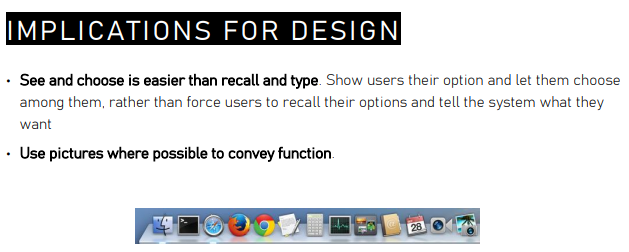 IMPLICATIONS FOR DESIGN
• See and choose is easier than recall and type. Show users their option and let them choose
among them, rather than force users to recall their options and tell the system what they
want
• Use pictures where possible to convey function.
28